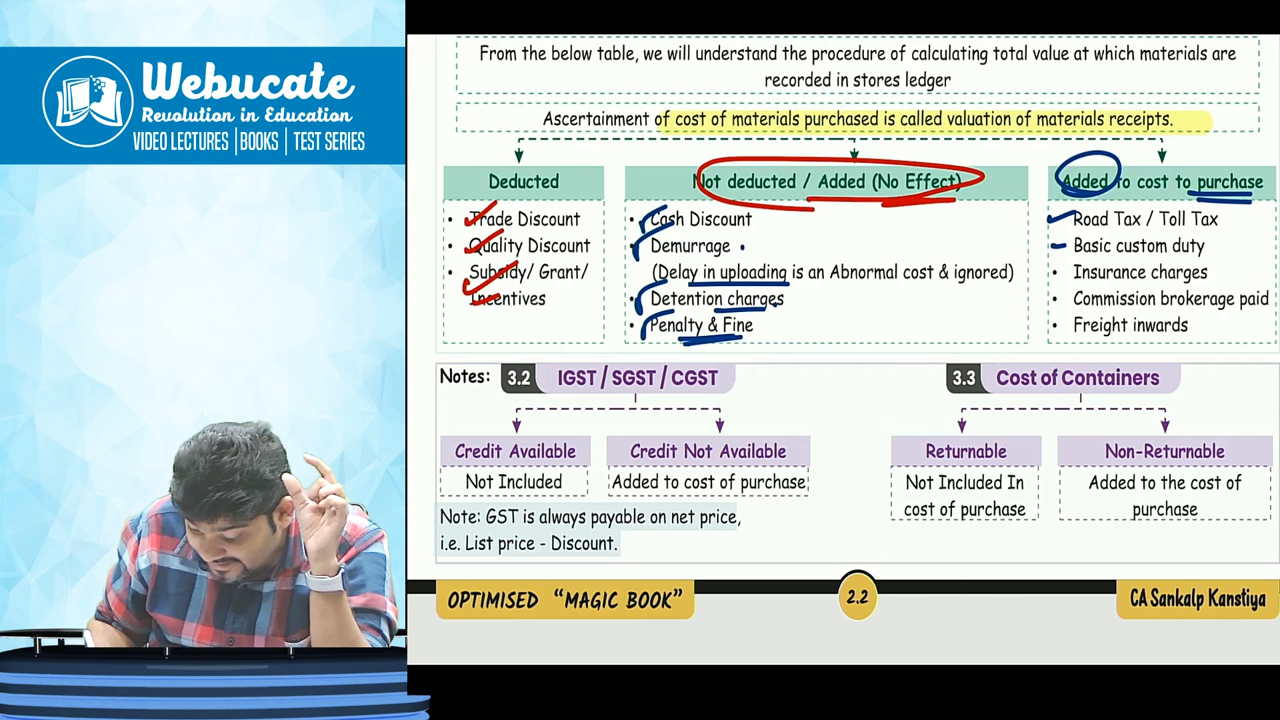 Webucate
Revolution in Education
VIDEO LECTURES | BOOKS | TEST SERIES
From the below table, we will understand the procedure of calculating total value at which materials are
recorded in stores ledger
Ascertainment of cost of materials purchased is called valuation of materials receipts.
Deducted
• Trade Discount
• Quality Discount
• Subsidy/ Grant/
Incentives
Not deducted / Added (No Effect)
• Cash Discount
• Demurrage
(Delay in uploading is an Abnormal cost & ignored)
• Detention charges
• Penalty & Fine
Added to cost to purchase
• Road Tax / Toll Tax
• Basic custom duty
• Insurance charges
• Commission brokerage paid
• Freight inwards
Notes: 3.2 IGST / SGST / CGST
Credit Available
Not Included
Credit Not Available
Added to cost of purchase
Note: GST is always payable on net price,
i.e. List price - Discount.
3.3 Cost of Containers
Returnable
Not Included In
cost of purchase
Non-Returnable
Added to the cost of
purchase
OPTIMISED “MAGIC BOOK”
2.2
CA Sankalp Kanstiya